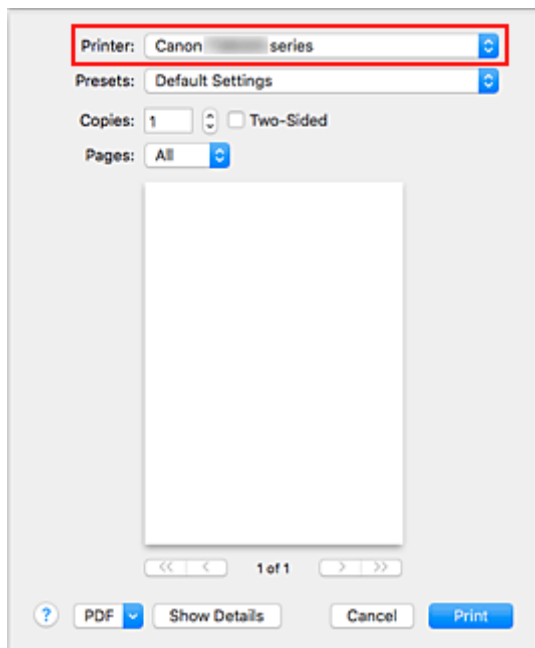 Printer: Canon series
Presets: Default Settings
Copies: 1 Two-Sided
Pages: All
<< < 1 of 1 > >>
? PDF Show Details Cancel Print